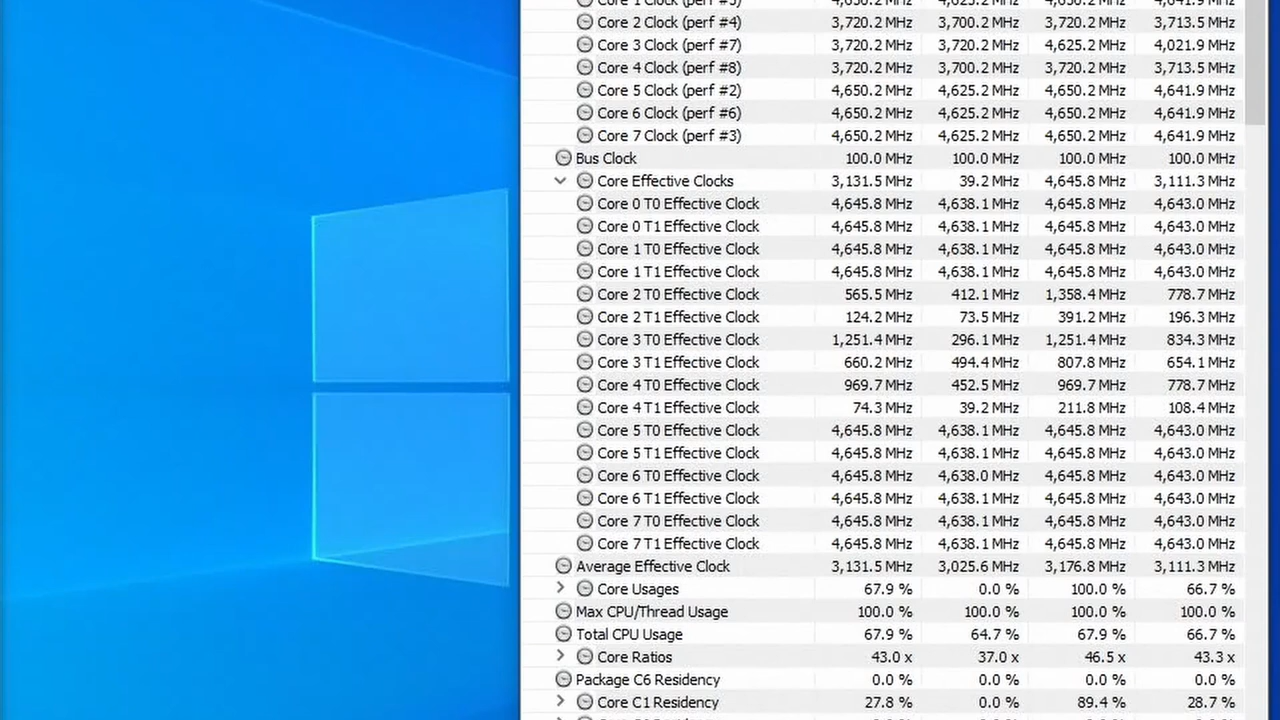 Core 1 Clock (perf #5) 4,650.2 MHz 4,625.2 MHz 4,650.2 MHz 4,641.9 MHz
Core 2 Clock (perf #4) 3,720.2 MHz 3,700.2 MHz 3,720.2 MHz 3,713.5 MHz
Core 3 Clock (perf #7) 3,720.2 MHz 3,720.2 MHz 4,625.2 MHz 4,021.9 MHz
Core 4 Clock (perf #8) 3,720.2 MHz 3,700.2 MHz 3,720.2 MHz 3,713.5 MHz
Core 5 Clock (perf #2) 4,650.2 MHz 4,625.2 MHz 4,650.2 MHz 4,641.9 MHz
Core 6 Clock (perf #6) 4,650.2 MHz 4,625.2 MHz 4,650.2 MHz 4,641.9 MHz
Core 7 Clock (perf #3) 4,650.2 MHz 4,625.2 MHz 4,650.2 MHz 4,641.9 MHz
Bus Clock 100.0 MHz 100.0 MHz 100.0 MHz 100.0 MHz
Core Effective Clocks 3,131.5 MHz 39.2 MHz 4,645.8 MHz 3,111.3 MHz
Core 0 T0 Effective Clock 4,645.8 MHz 4,638.1 MHz 4,645.8 MHz 4,643.0 MHz
Core 0 T1 Effective Clock 4,645.8 MHz 4,638.1 MHz 4,645.8 MHz 4,643.0 MHz
Core 1 T0 Effective Clock 4,645.8 MHz 4,638.1 MHz 4,645.8 MHz 4,643.0 MHz
Core 1 T1 Effective Clock 4,645.8 MHz 4,638.1 MHz 4,645.8 MHz 4,643.0 MHz
Core 2 T0 Effective Clock 565.5 MHz 412.1 MHz 1,358.4 MHz 778.7 MHz
Core 2 T1 Effective Clock 124.2 MHz 73.5 MHz 391.2 MHz 196.3 MHz
Core 3 T0 Effective Clock 1,251.4 MHz 296.1 MHz 1,251.4 MHz 834.3 MHz
Core 3 T1 Effective Clock 660.2 MHz 494.4 MHz 807.8 MHz 654.1 MHz
Core 4 T0 Effective Clock 969.7 MHz 452.5 MHz 969.7 MHz 778.7 MHz
Core 4 T1 Effective Clock 74.3 MHz 39.2 MHz 211.8 MHz 108.4 MHz
Core 5 T0 Effective Clock 4,645.8 MHz 4,638.1 MHz 4,645.8 MHz 4,643.0 MHz
Core 5 T1 Effective Clock 4,645.8 MHz 4,638.1 MHz 4,645.8 MHz 4,643.0 MHz
Core 6 T0 Effective Clock 4,645.8 MHz 4,638.0 MHz 4,645.8 MHz 4,643.0 MHz
Core 6 T1 Effective Clock 4,645.8 MHz 4,638.1 MHz 4,645.8 MHz 4,643.0 MHz
Core 7 T0 Effective Clock 4,645.8 MHz 4,638.1 MHz 4,645.8 MHz 4,643.0 MHz
Core 7 T1 Effective Clock 4,645.8 MHz 4,638.1 MHz 4,645.8 MHz 4,643.0 MHz
Average Effective Clock 3,131.5 MHz 3,025.6 MHz 3,176.8 MHz 3,111.3 MHz
Core Usages 67.9 % 0.0 % 100.0 % 66.7 %
Max CPU/Thread Usage 100.0 % 100.0 % 100.0 % 100.0 %
Total CPU Usage 67.9 % 64.7 % 67.9 % 66.7 %
Core Ratios 43.0 x 37.0 x 46.5 x 43.3 x
Package C6 Residency 0.0 % 0.0 % 0.0 % 0.0 %
Core C1 Residency 27.8 % 0.0 % 89.4 % 28.7 %